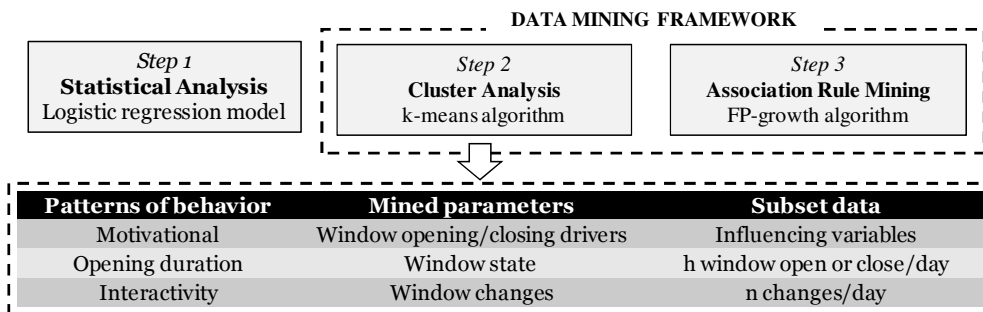 DATA MINING FRAMEWORK
Step 1
Statistical Analysis
Logistic regression model
Step 2
Cluster Analysis
k-means algorithm
Step 3
Association Rule Mining
FP-growth algorithm
Patterns of behavior Mined parameters Subset data
Motivational Window opening/closing drivers Influencing variables
Opening duration Window state h window open or close/day
Interactivity Window changes n changes/day